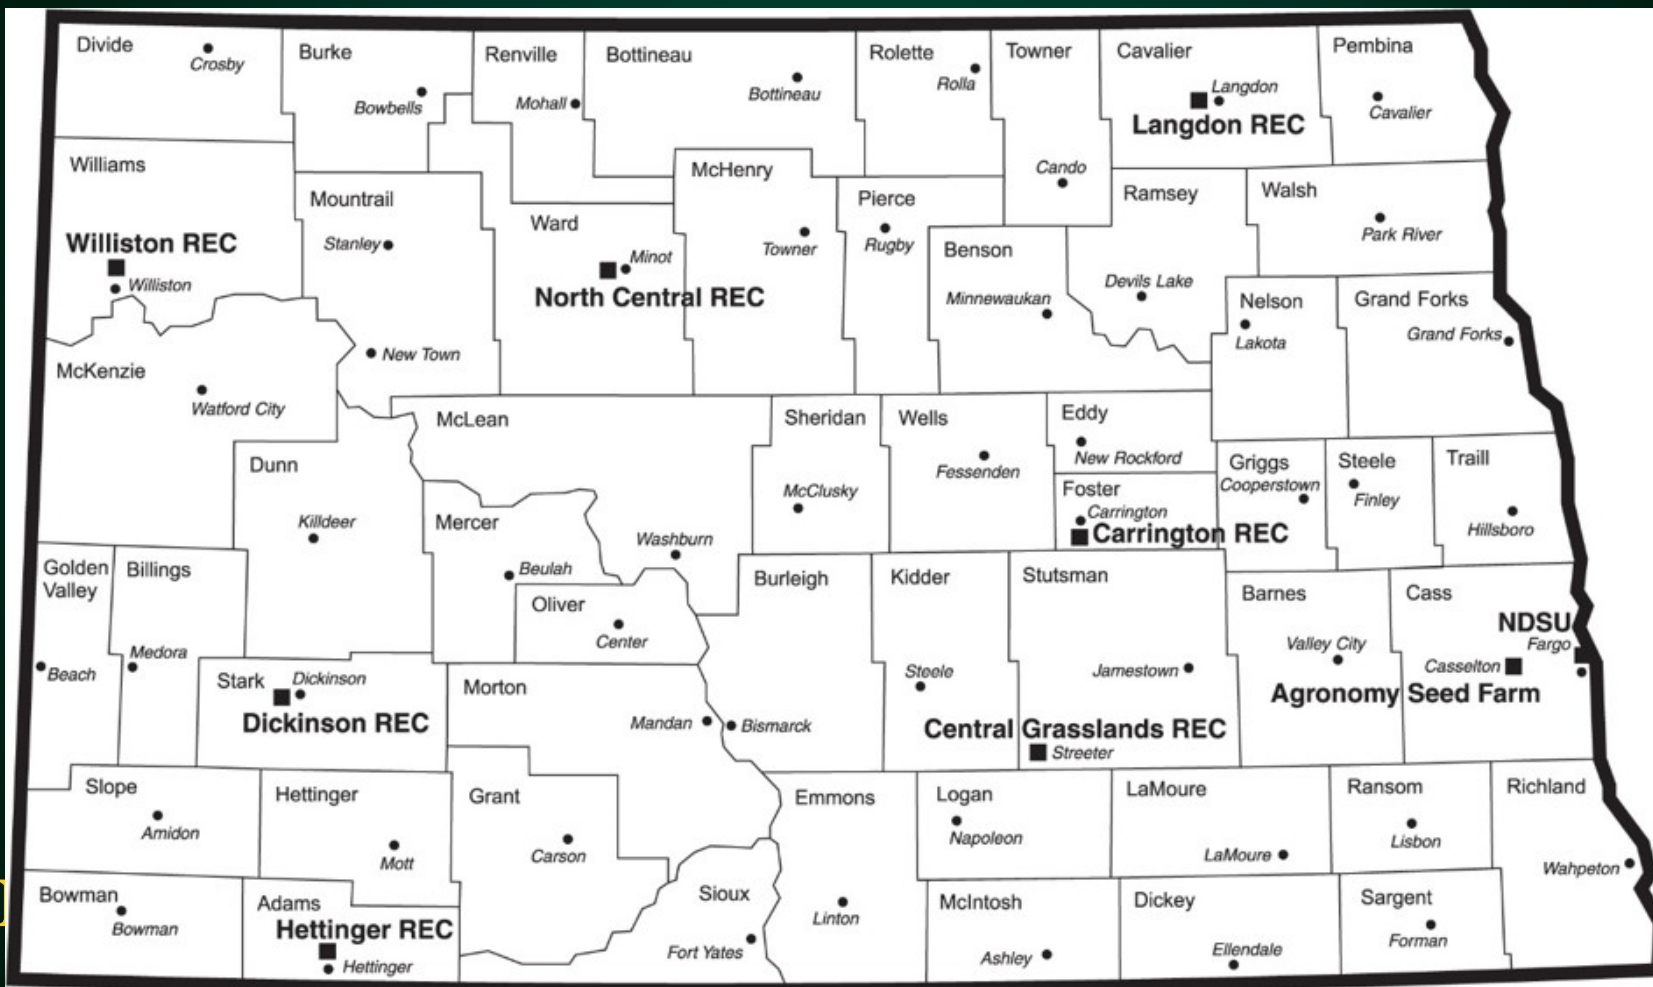 Divide
Crosby
Burke
Bowbells
Renville
Mohall
Bottineau
Bottineau
Rolette
Rolla
Towner
Cando
Cavalier
Langdon
Langdon REC
Pembina
Cavalier
Williams
Williston REC
Williston
Mountrail
Stanley
New Town
Ward
Minot
North Central REC
McHenry
Towner
Pierce
Rugby
Benson
Minnewaukan
Ramsey
Devils Lake
Walsh
Park River
Nelson
Lakota
Grand Forks
Grand Forks
McKenzie
Watford City
McLean
Washburn
Sheridan
McClusky
Wells
Fessenden
Eddy
New Rockford
Foster
Carrington
Carrington REC
Griggs
Cooperstown
Steele
Finley
Traill
Hillsboro
Dunn
Killdeer
Mercer
Beulah
Oliver
Center
Golden
Valley
Beach
Billings
Medora
Stark
Dickinson
Dickinson REC
Morton
Mandan
Burleigh
Bismarck
Kidder
Steele
Stutsman
Jamestown
Central Grasslands REC
Streeter
Barnes
Valley City
Cass
NDSU
Fargo
Casselton
Agronomy Seed Farm
Slope
Amidon
Hettinger
Mott
Grant
Carson
Emmons
Linton
Logan
Napoleon
LaMoure
LaMoure
Ransom
Lisbon
Richland
Wahpeton
Bowman
Bowman
Adams
Hettinger REC
Hettinger
Sioux
Fort Yates
McIntosh
Ashley
Dickey
Ellendale
Sargent
Forman